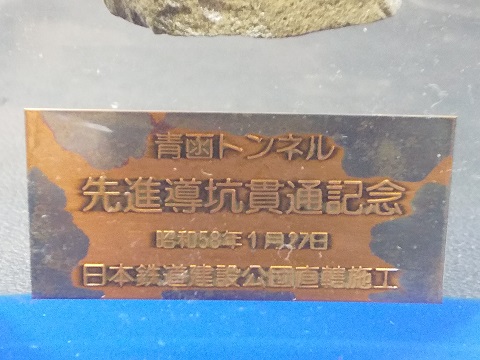 青函トンネル
先進導坑貫通記念
昭和58年1月27日
日本鉄道建設公団直轄施工